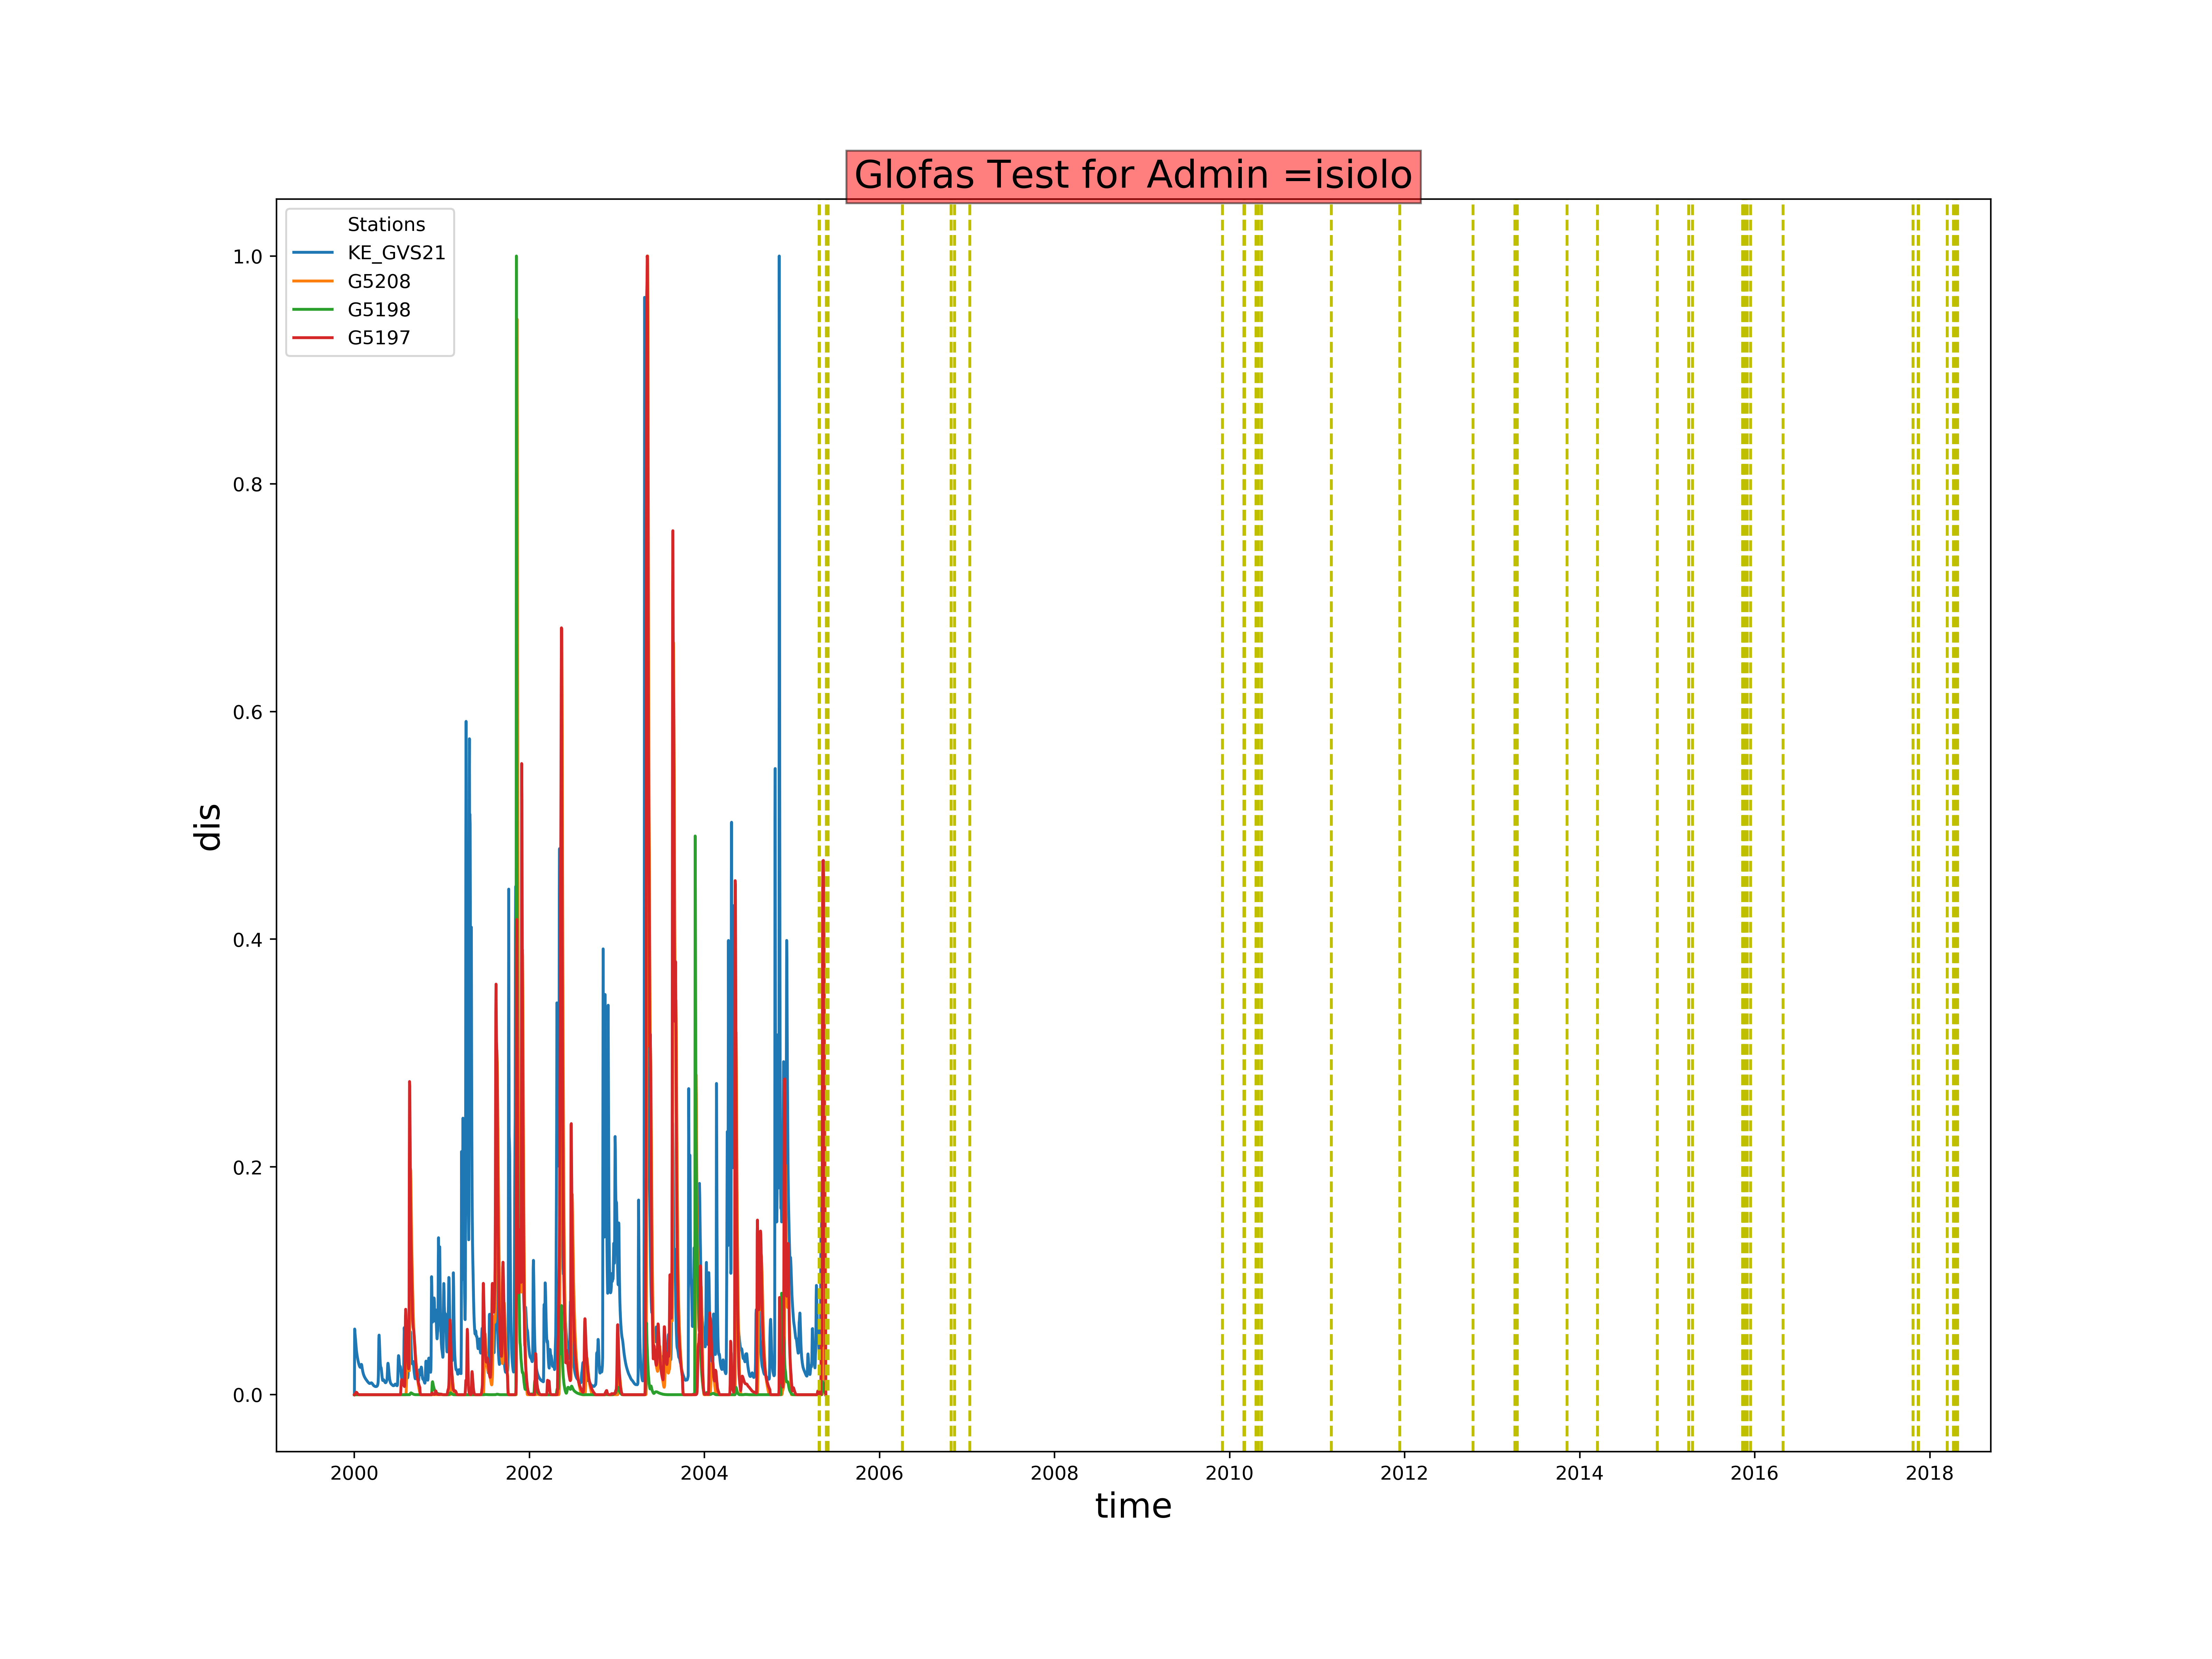 Glofas Test for Admin =isiolo
Stations
KE_GVS21
G5208
G5198
G5197
1.0
0.8
0.6
0.4
0.2
0.0
dis
2000 2002 2004 2006 2008 2010 2012 2014 2016 2018
time